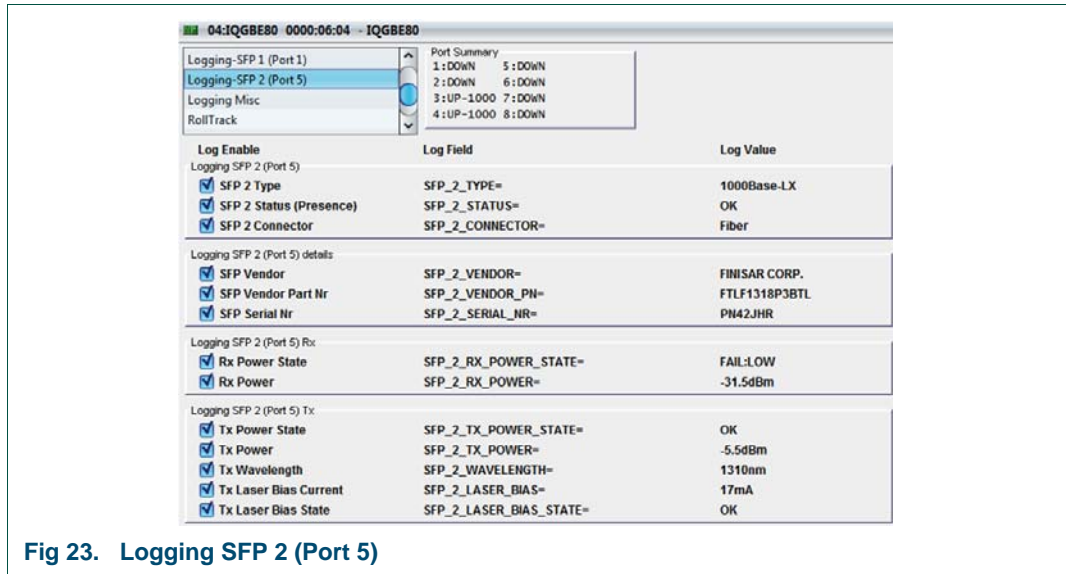 04:IQGBE80 0000:06:04 - IQGBE80
Logging-SFP 1 (Port 1)
Logging-SFP 2 (Port 5)
Logging Misc
RollTrack
Port Summary
1:DOWN 5:DOWN
2:DOWN 6:DOWN
3:UP-1000 7:DOWN
4:UP-1000 8:DOWN
Log Enable Log Field Log Value
Logging SFP 2 (Port 5)
SFP 2 Type SFP_2_TYPE= 1000Base-LX
SFP 2 Status (Presence) SFP_2_STATUS= OK
SFP 2 Connector SFP_2_CONNECTOR= Fiber
Logging SFP 2 (Port 5) details
SFP Vendor SFP_2_VENDOR= FINISAR CORP.
SFP Vendor Part Nr SFP_2_VENDOR_PN= FTLF1318P3BTL
SFP Serial Nr SFP_2_SERIAL_NR= PN42JHR
Logging SFP 2 (Port 5) Rx
Rx Power State SFP_2_RX_POWER_STATE= FAIL:LOW
Rx Power SFP_2_RX_POWER= -31.5dBm
Logging SFP 2 (Port 5) Tx
Tx Power State SFP_2_TX_POWER_STATE= OK
Tx Power SFP_2_TX_POWER= -5.5dBm
Tx Wavelength SFP_2_WAVELENGTH= 1310nm
Tx Laser Bias Current SFP_2_LASER_BIAS= 17mA
Tx Laser Bias State SFP_2_LASER_BIAS_STATE= OK
Fig 23. Logging SFP 2 (Port 5)